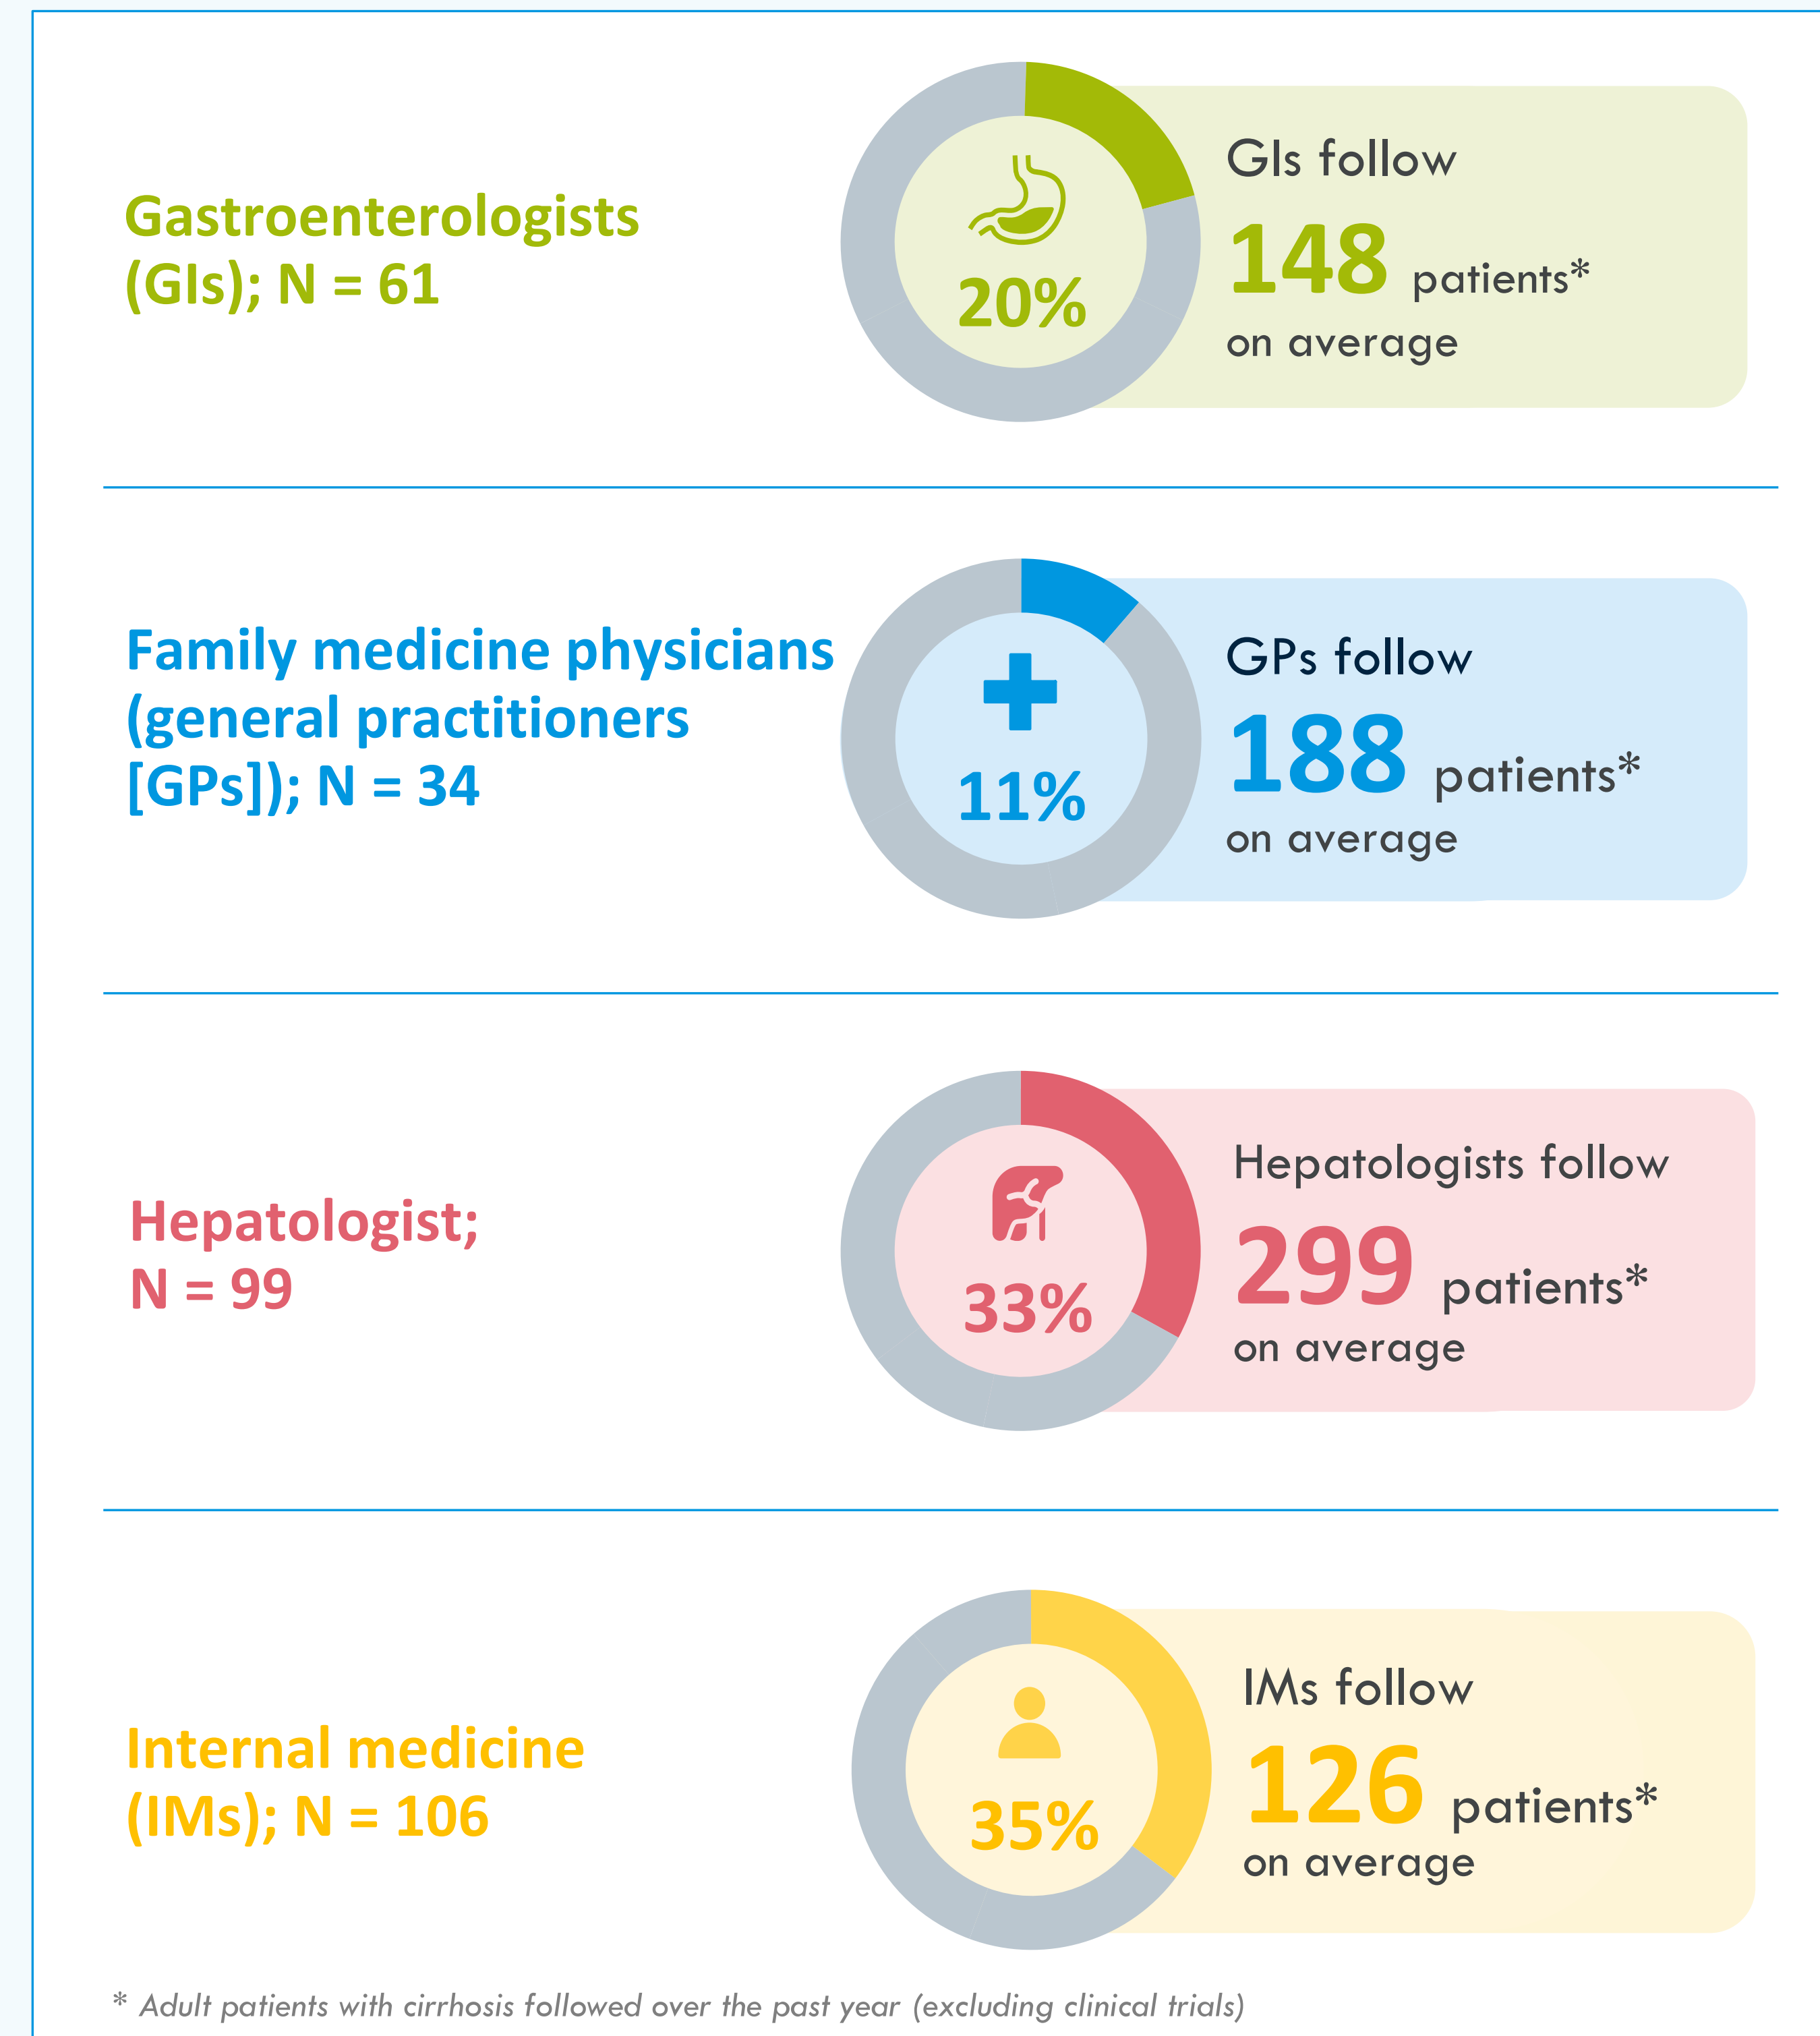 Gastroenterologists
(GIs); N = 61
20%
GIs follow
148 patients*
on average
Family medicine physicians
(general practitioners
[GPs]); N = 34
11%
GPs follow
188 patients*
on average
Hepatologist;
N = 99
33%
Hepatologists follow
299 patients*
on average
Internal medicine
(IMs); N = 106
35%
IMs follow
126 patients*
on average
* Adult patients with cirrhosis followed over the past year (excluding clinical trials)